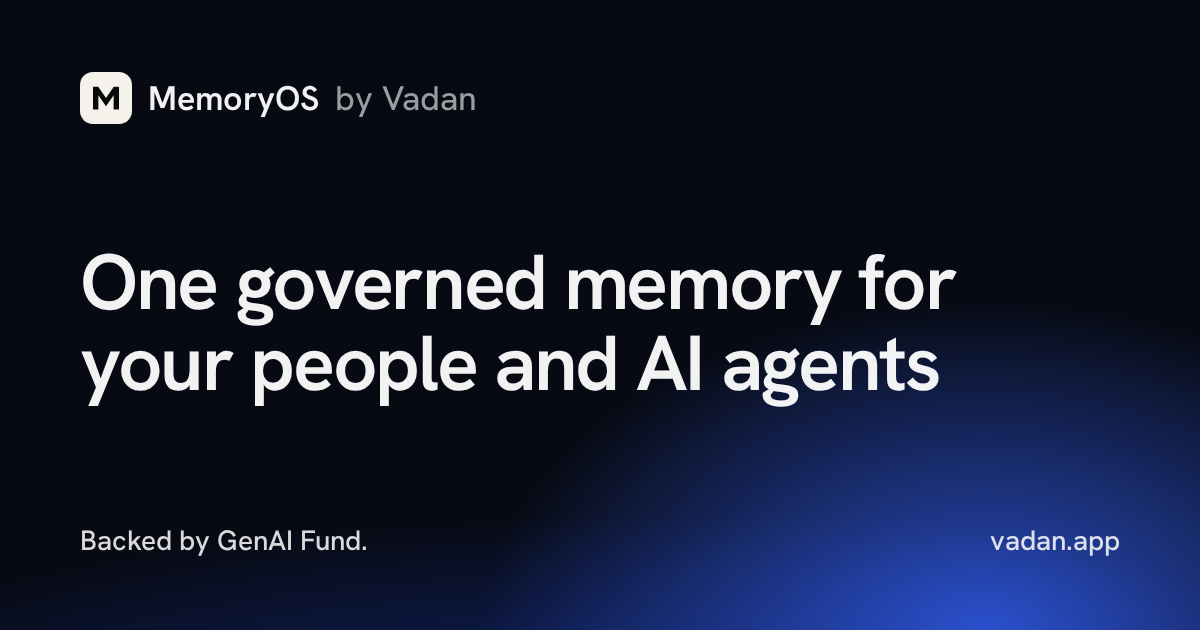 M MemoryOS by Vadan
One governed memory for
your people and AI agents
Backed by GenAI Fund.
vadan.app